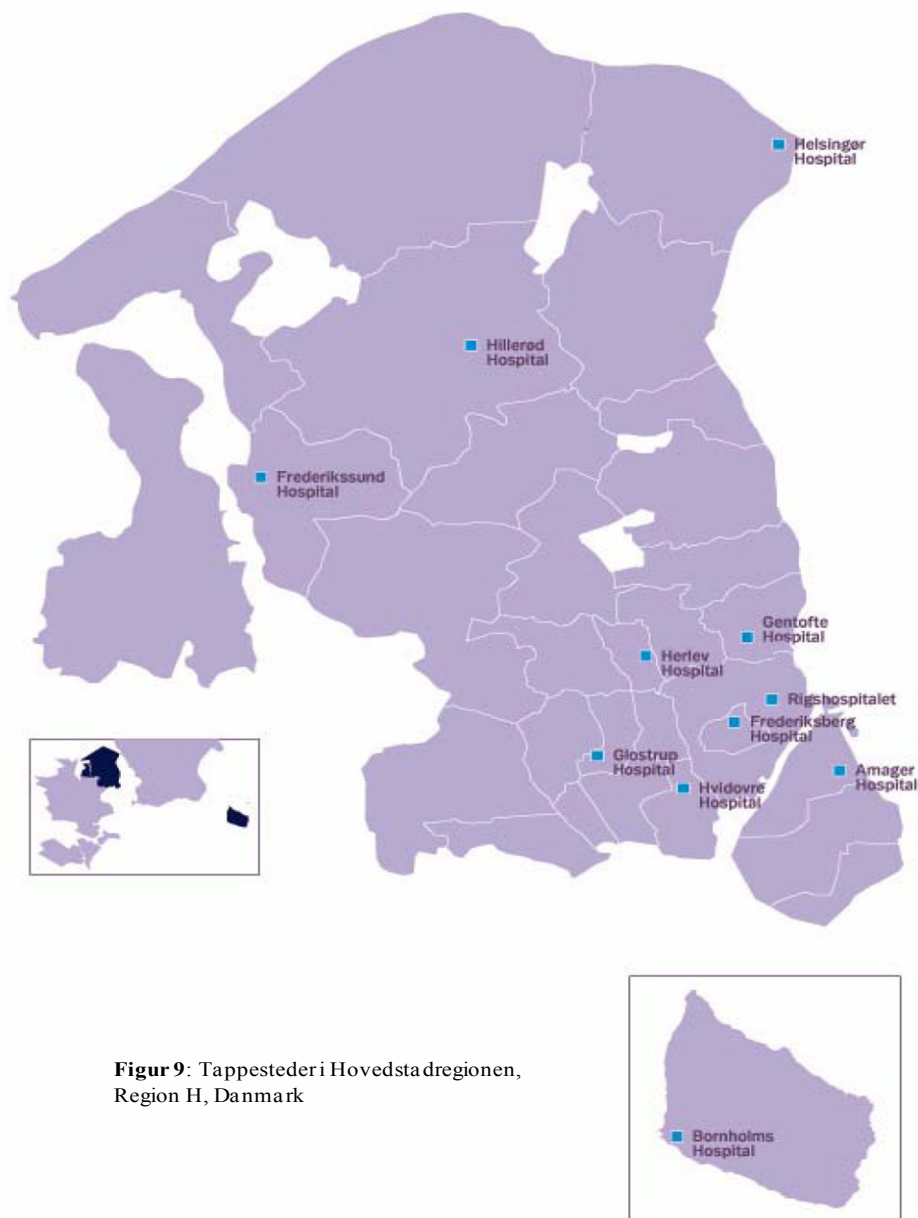 Helsingør
Hospital
Hillerød
Hospital
Frederikssund
Hospital
Gentofte
Hospital
Herlev
Hospital
Rigshospitalet
Frederiksberg
Hospital
Glostrup
Hospital
Amager
Hospital
Hvidovre
Hospital
Figur 9: Tappesteder i Hovedstadregionen,
Region H, Danmark
Bornholms
Hospital